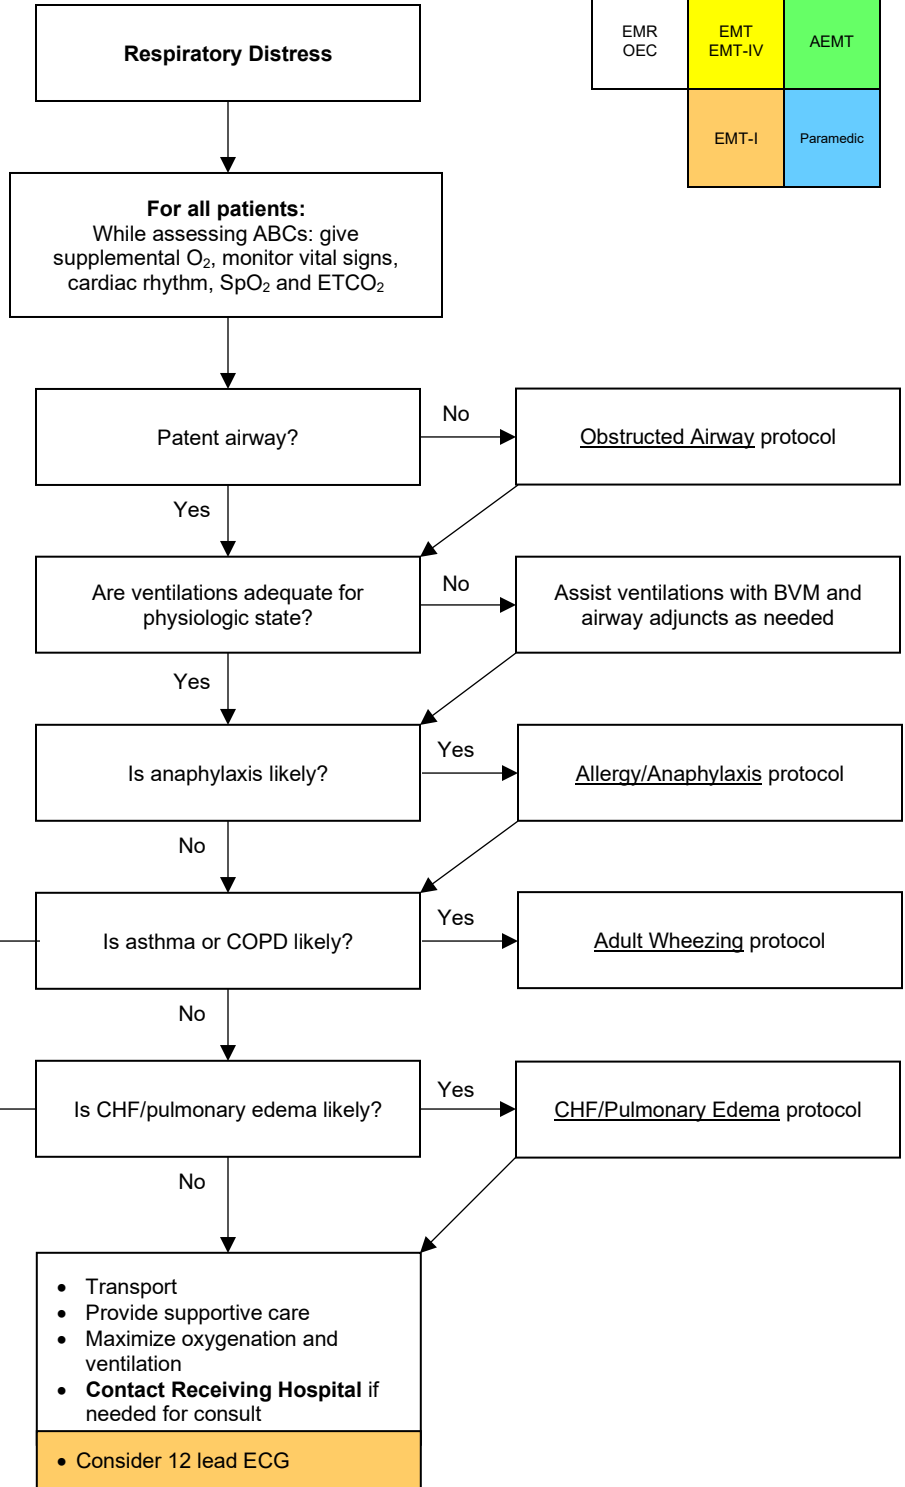 Respiratory Distress
EMR
OEC
EMT
EMT-IV
AEMT
EMT-I
Paramedic
For all patients:
While assessing ABCs: give
supplemental O₂, monitor vital signs,
cardiac rhythm, SpO₂ and ETCO₂
Patent airway?
No
Obstructed Airway protocol
Yes
Are ventilations adequate for
physiologic state?
No
Assist ventilations with BVM and
airway adjuncts as needed
Yes
Is anaphylaxis likely?
Yes
Allergy/Anaphylaxis protocol
No
Is asthma or COPD likely?
Yes
Adult Wheezing protocol
No
Is CHF/pulmonary edema likely?
Yes
CHF/Pulmonary Edema protocol
No
• Transport
• Provide supportive care
• Maximize oxygenation and
ventilation
• Contact Receiving Hospital if
needed for consult
• Consider 12 lead ECG